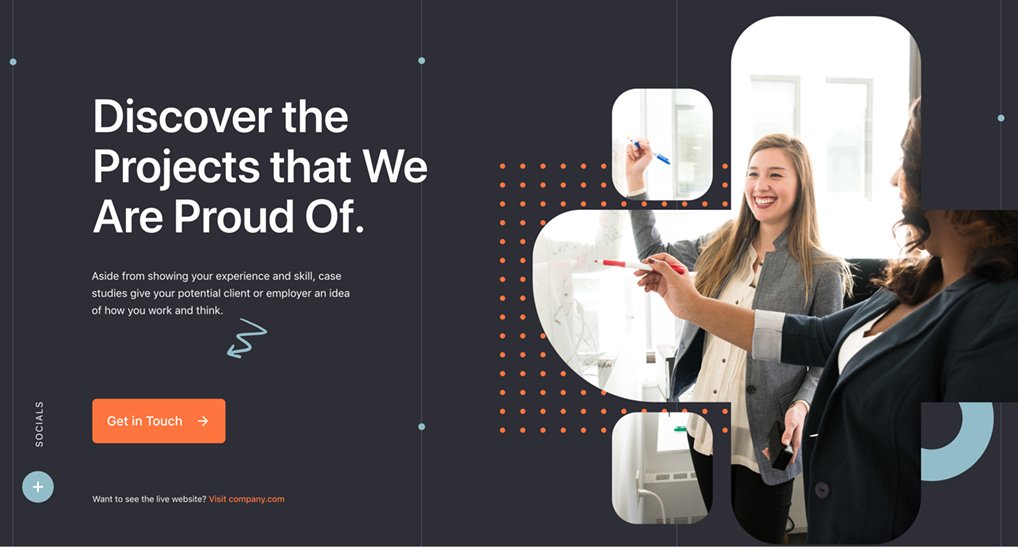 Discover the
Projects that We
Are Proud Of.
Aside from showing your experience and skill, case
studies give your potential client or employer an idea
of how you work and think.
Get in Touch →
SOCIALS
+
Want to see the live website? Visit company.com